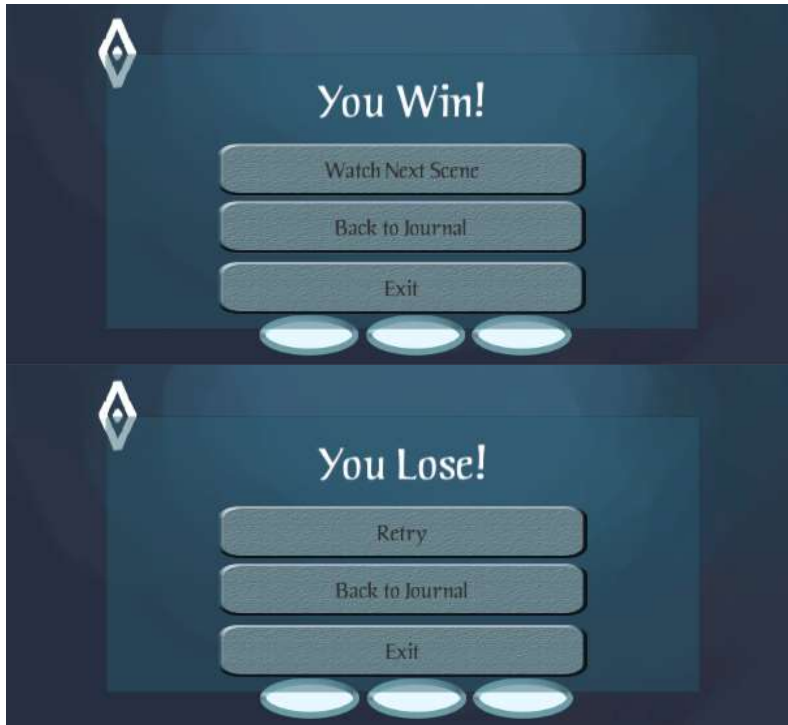 You Win!
Watch Next Scene
Back to Journal
Exit
You Lose!
Retry
Back to Journal
Exit